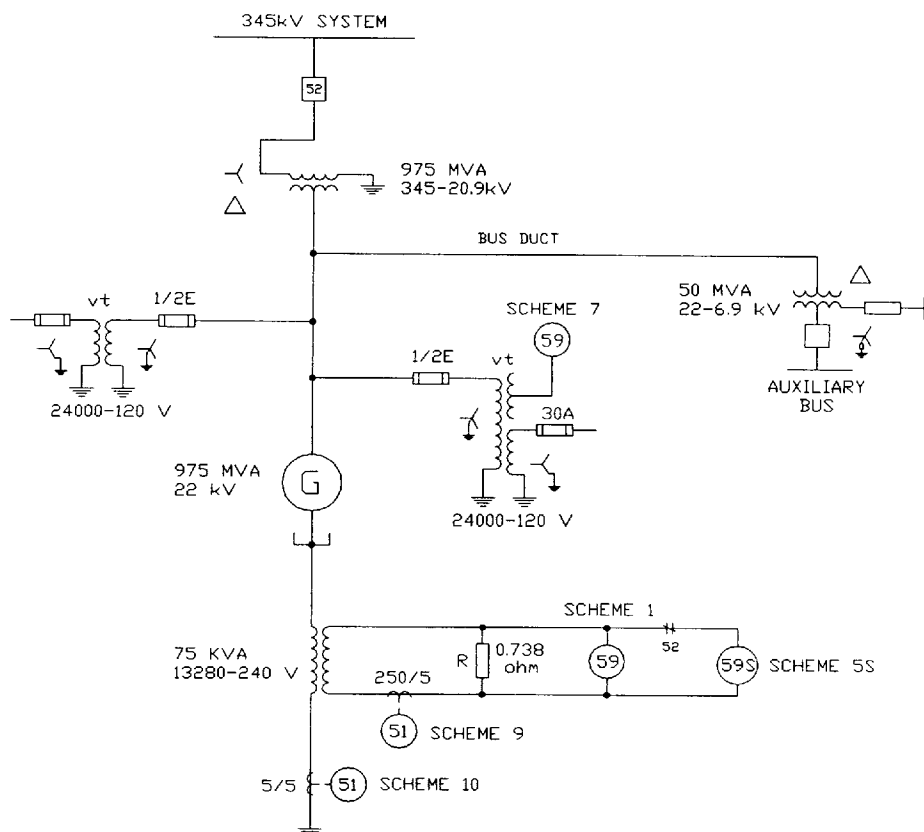 345kV SYSTEM
52
975 MVA
345-20.9kV
BUS DUCT
vt
1/2E
50 MVA
22-6.9 kV
SCHEME 7
59
1/2E
vt
30A
AUXILIARY
BUS
24000-120 V
975 MVA
22 kV
G
24000-120 V
SCHEME 1
75 KVA
13280-240 V
R
0.738
ohm
59
52
59S
SCHEME 5S
250/5
51
SCHEME 9
5/5
51
SCHEME 10